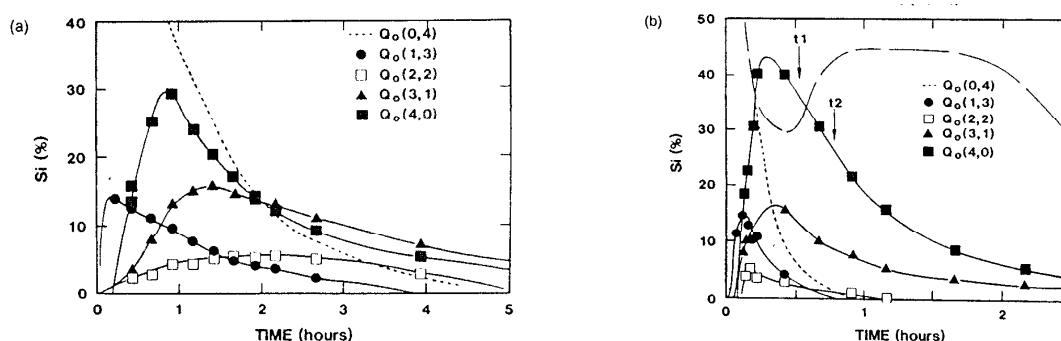 (a)
40
30
20
10
0
Si (%)
0
1
2
3
4
5
TIME (hours)
Qo(0,4)
Qo(1,3)
Qo(2,2)
Qo(3,1)
Qo(4,0)
(b)
50
40
30
20
10
0
Si (%)
0
1
2
TIME (hours)
t1
t2
Qo(0,4)
Qo(1,3)
Qo(2,2)
Qo(3,1)
Qo(4,0)